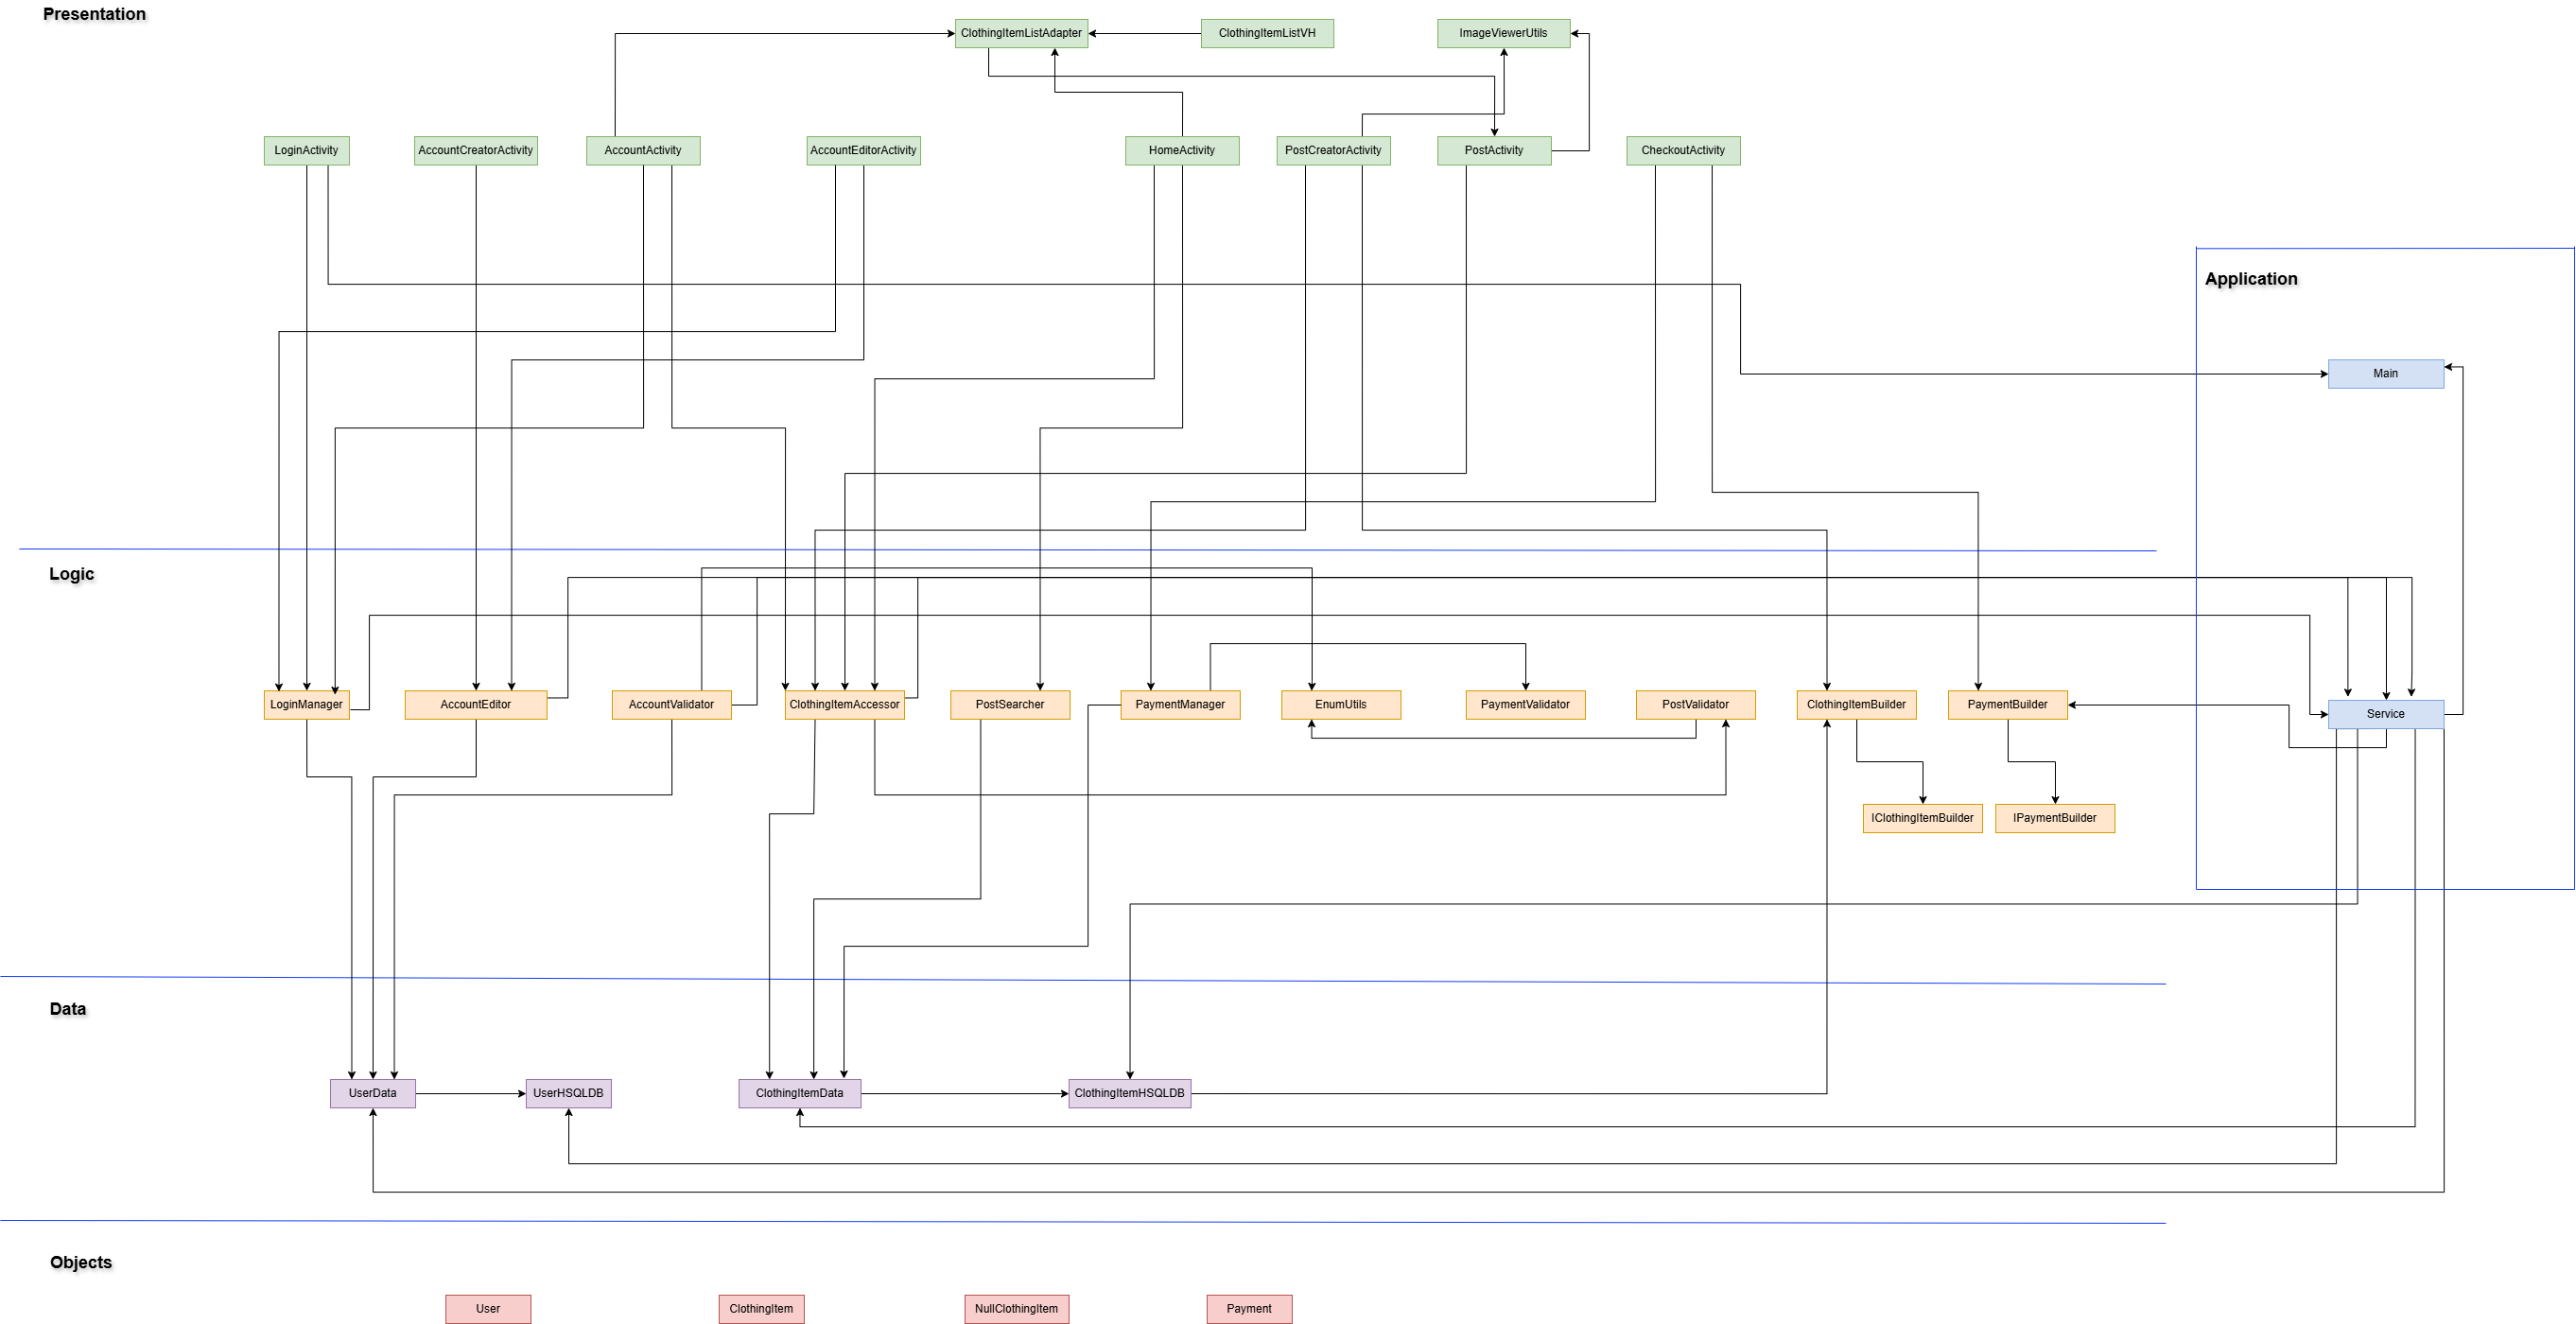 Presentation
ClothingItemListAdapter
ClothingItemListVH
ImageViewerUtils
LoginActivity
AccountCreatorActivity
AccountActivity
AccountEditorActivity
HomeActivity
PostCreatorActivity
PostActivity
CheckoutActivity
Application
Main
Logic
LoginManager
AccountEditor
AccountValidator
ClothingItemAccessor
PostSearcher
PaymentManager
EnumUtils
PaymentValidator
PostValidator
ClothingItemBuilder
PaymentBuilder
Service
IClothingItemBuilder
IPaymentBuilder
Data
UserData
UserHSQLDB
ClothingItemData
ClothingItemHSQLDB
Objects
User
ClothingItem
NullClothingItem
Payment